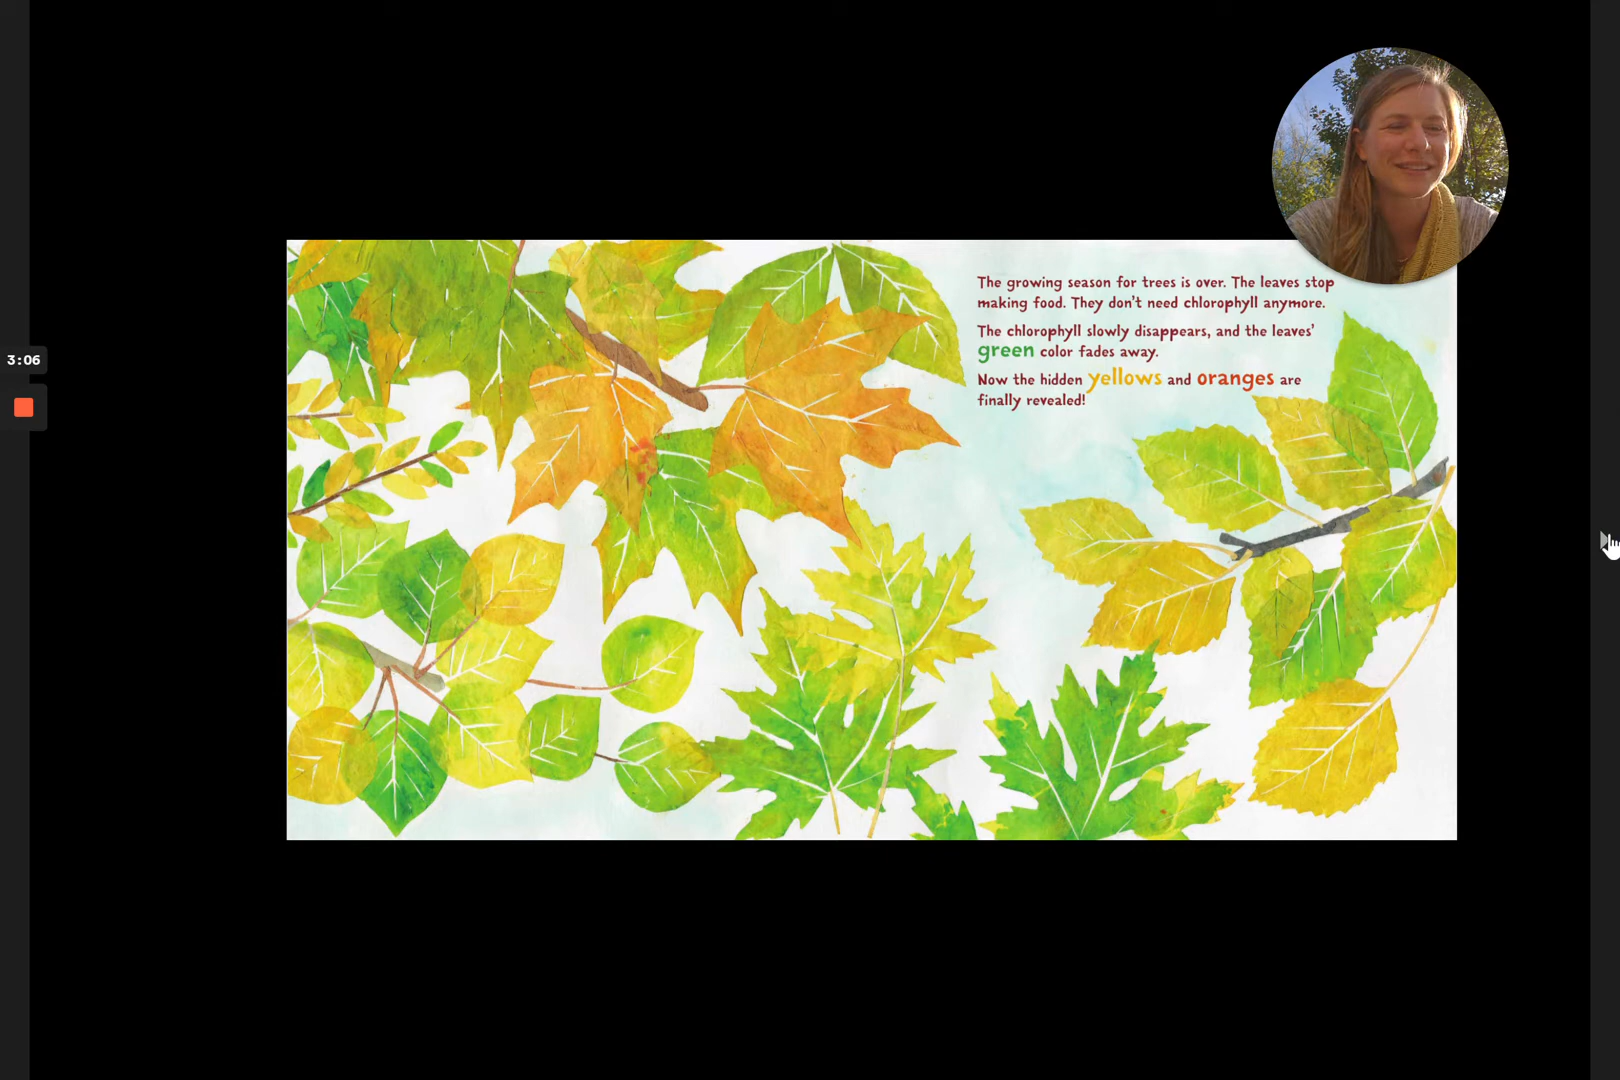 The growing season for trees is over. The leaves stop
making food. They don't need chlorophyll anymore.
The chlorophyll slowly disappears, and the leaves'
green color fades away.
Now the hidden yellows and oranges are
finally revealed!
3:06